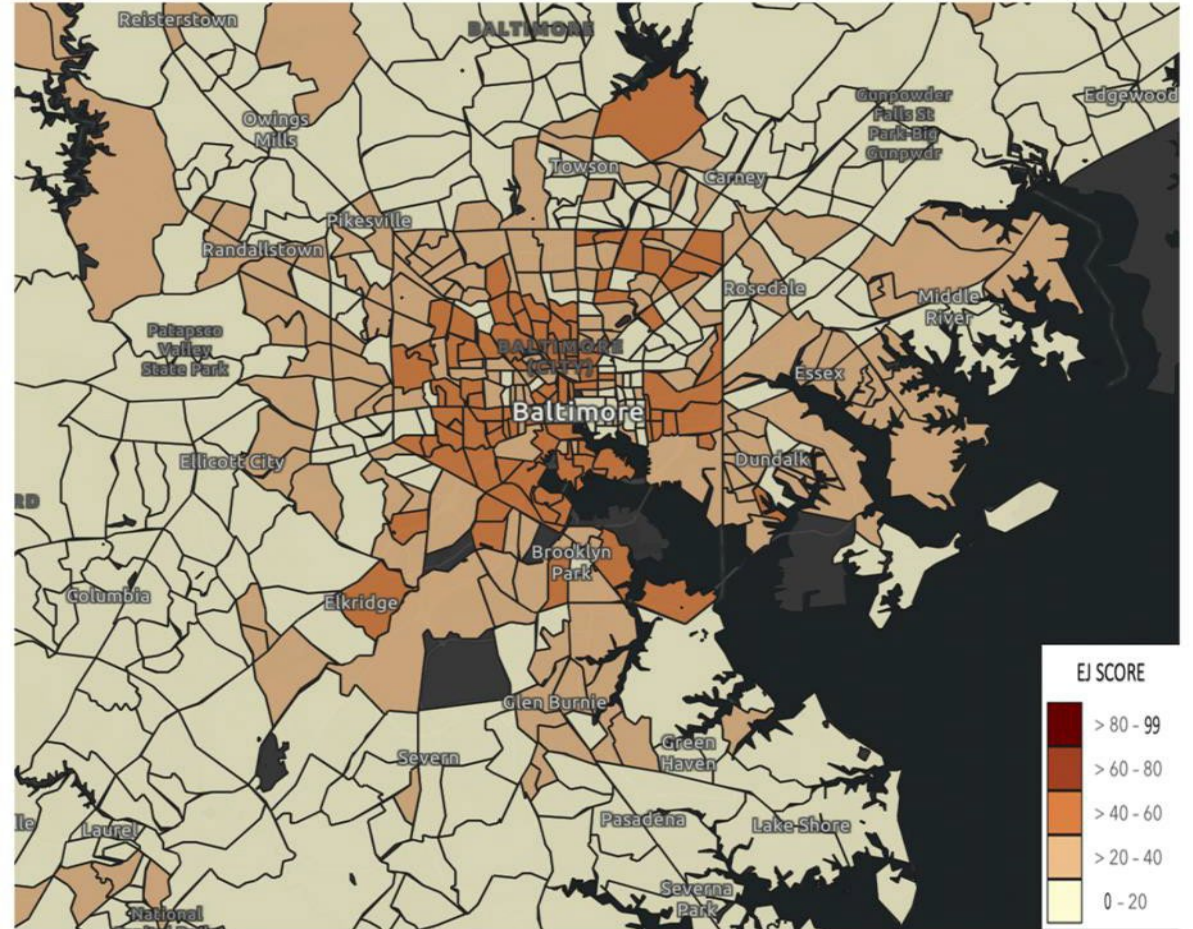 Reisterstown
BALTIMORE
Gunpowder
Falls St
Park-Big
Gunpwdr
Edgewood
Owings
Mills
Towson
Carney
Pikesville
Randallstown
Rosedale
Middle
River
Patapsco
Valley
State Park
BALTIMORE
(CITY)
Essex
Baltimore
Ellicott City
Dundalk
RD
Brooklyn
Park
Columbia
Elkridge
Glen Burnie
Severn
Green
Haven
lle
Laurel
Pasadena
Lake Shore
Severna
Park
National
EJ SCORE
> 80 - 99
> 60 - 80
> 40 - 60
> 20 - 40
0 - 20